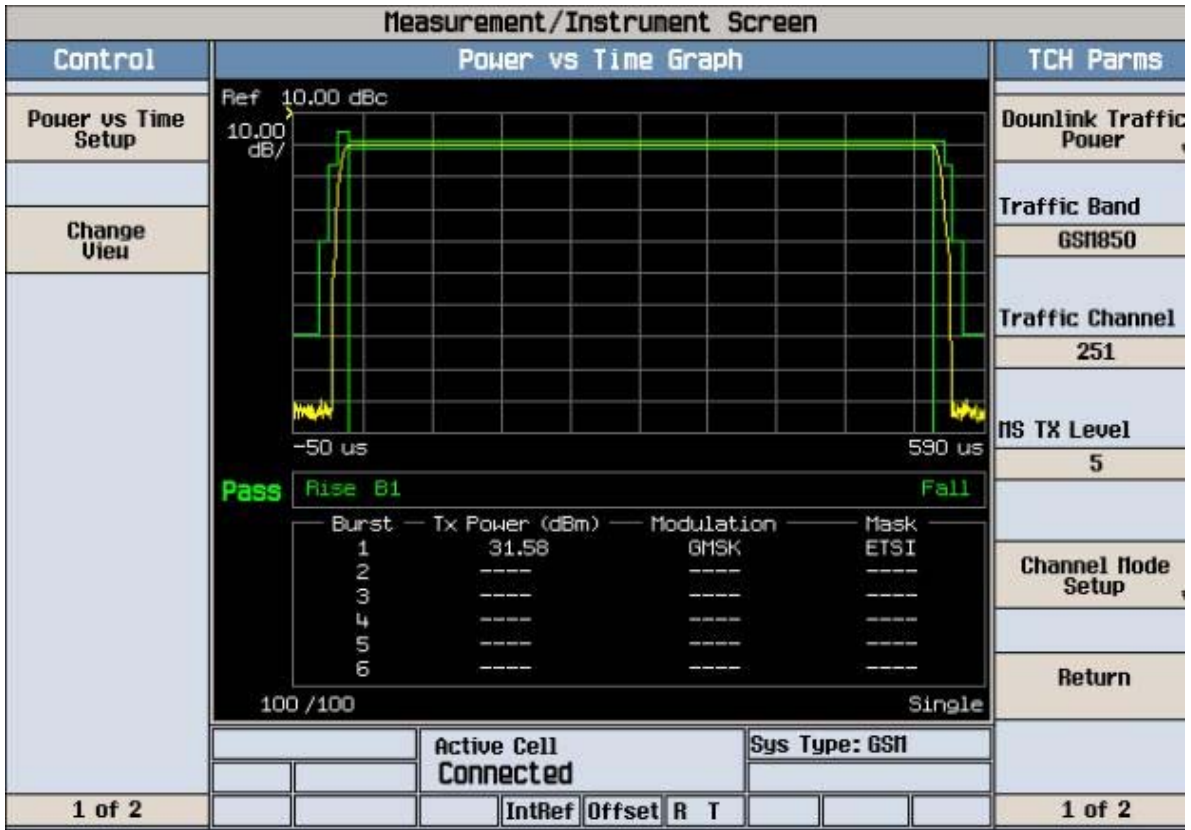 Measurement/Instrument Screen
Control
Power vs Time Graph
TCH Parms
Power vs Time
Setup
Change
View
1 of 2
Ref 10.00 dBc
10.00
dB/
-50 us
590 us
Pass
Rise B1
Fall
Burst Tx Power (dBm) Modulation Mask
1 31.58 GMSK ETSI
2 ---- ---- ----
3 ---- ---- ----
4 ---- ---- ----
5 ---- ---- ----
6 ---- ---- ----
100 /100
Single
Active Cell
Connected
Sys Type: GSM
IntRef Offset R T
Downlink Traffic
Power
Traffic Band
GSM850
Traffic Channel
251
MS TX Level
5
Channel Mode
Setup
Return
1 of 2